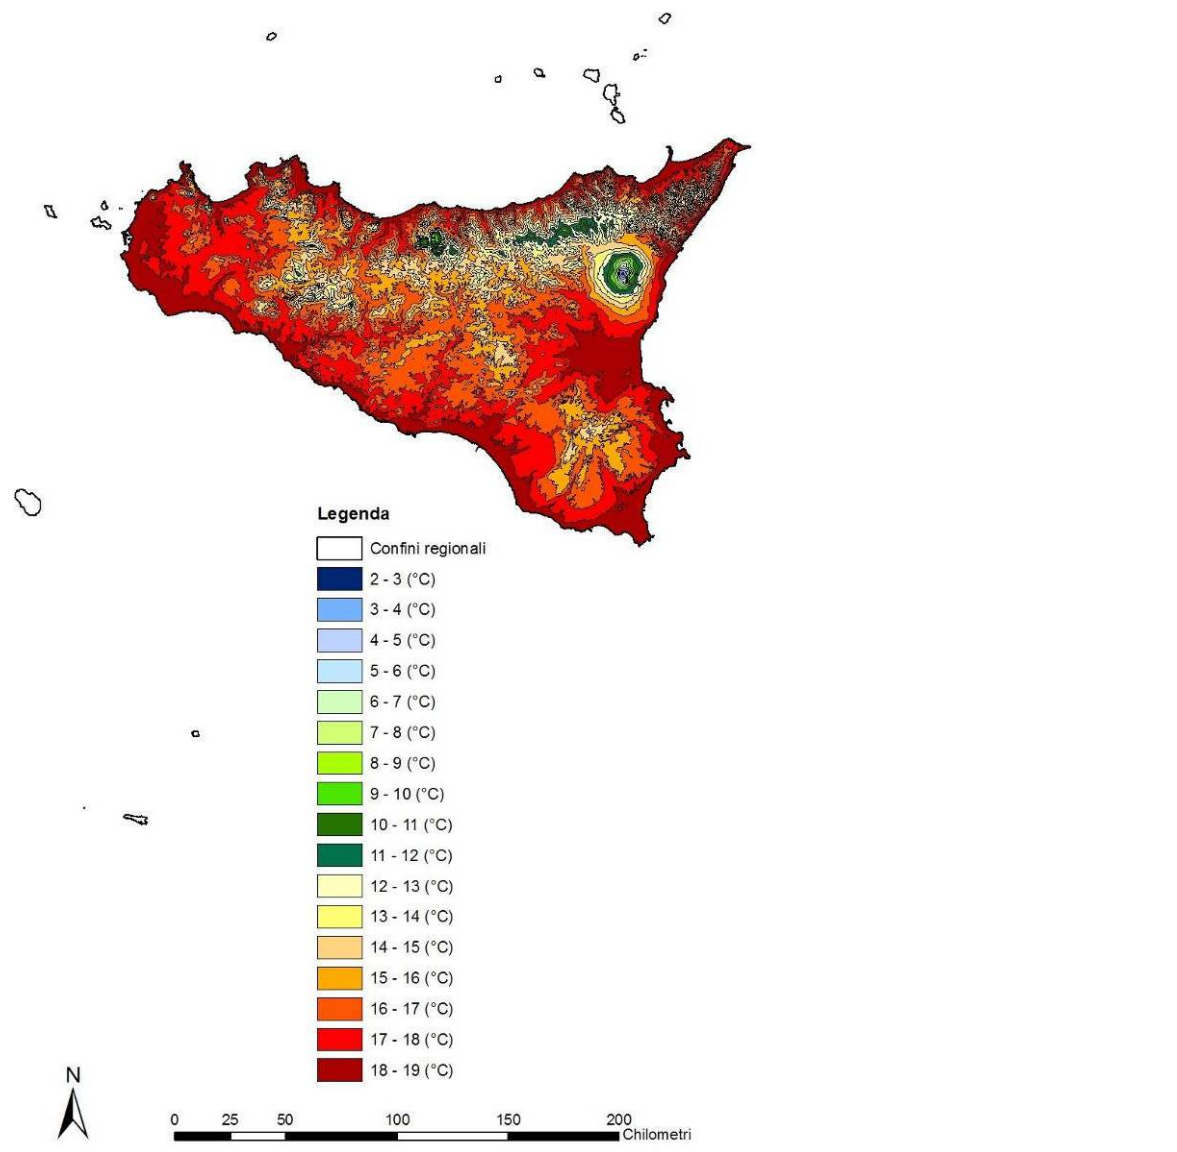 Legenda
Confini regionali
2 - 3 (°C)
3 - 4 (°C)
4 - 5 (°C)
5 - 6 (°C)
6 - 7 (°C)
7 - 8 (°C)
8 - 9 (°C)
9 - 10 (°C)
10 - 11 (°C)
11 - 12 (°C)
12 - 13 (°C)
13 - 14 (°C)
14 - 15 (°C)
15 - 16 (°C)
16 - 17 (°C)
17 - 18 (°C)
18 - 19 (°C)
N
0 25 50 100 150 200
Chilometri